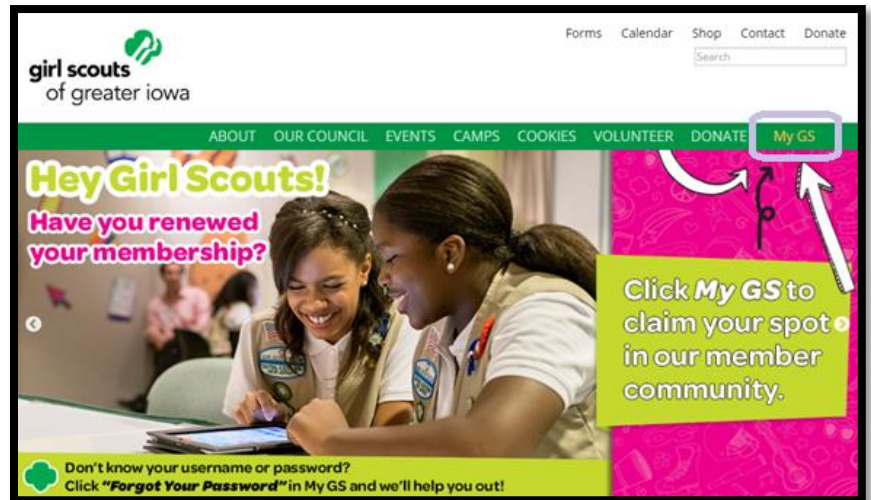 Forms Calendar Shop Contact Donate
Search
girl scouts
of greater iowa
ABOUT OUR COUNCIL EVENTS CAMPS COOKIES VOLUNTEER DONATE My GS
Hey Girl Scouts!
Have you renewed
your membership?
Click My GS to
claim your spot
in our member
community.
Don't know your username or password?
Click "Forgot Your Password" in My GS and we'll help you out!